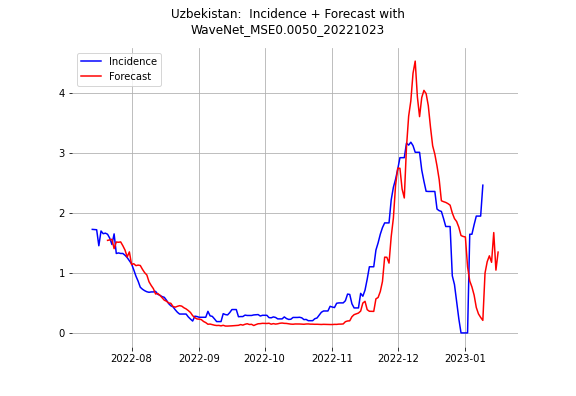 Uzbekistan:  Incidence + Forecast with
WaveNet_MSE0.0050_20221023
Incidence
Forecast
4
3
2
1
0
2022-08
2022-09
2022-10
2022-11
2022-12
2023-01